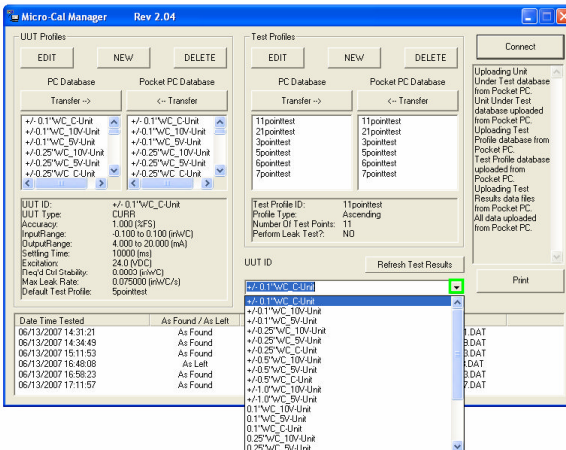 Micro-Cal Manager Rev 2.04
UUT Profiles
EDIT NEW DELETE
PC Database Pocket PC Database
Transfer --> <-- Transfer
+/- 0.1"WC_C-Unit
+/-0.1"WC_10V-Unit
+/-0.1"WC_5V-Unit
+/-0.25"WC_10V-Unit
+/-0.25"WC_5V-Unit
+/-0.25"WC_C-Unit
+/- 0.1"WC_C-Unit
+/-0.1"WC_10V-Unit
+/-0.1"WC_5V-Unit
+/-0.25"WC_10V-Unit
+/-0.25"WC_5V-Unit
+/-0.25"WC_C-Unit
UUT ID: +/- 0.1"WC_C-Unit
UUT Type: CURR
Accuracy: 1.000 (%FS)
InputRange: -0.100 to 0.100 (inWC)
OutputRange: 4.000 to 20.000 (mA)
Settling Time: 10000 (ms)
Excitation: 24.0 (VDC)
Req'd Ctrl Stability: 0.0003 (inWC)
Max Leak Rate: 0.075000 (inWC/s)
Default Test Profile: 5pointtest
Test Profiles
EDIT NEW DELETE
PC Database Pocket PC Database
Transfer --> <-- Transfer
11pointtest
21pointtest
3pointtest
5pointtest
6pointtest
7pointtest
11pointtest
21pointtest
3pointtest
5pointtest
6pointtest
7pointtest
Test Profile ID: 11pointtest
Profile Type: Ascending
Number Of Test Points: 11
Perform Leak Test?: NO
UUT ID Refresh Test Results
+/- 0.1"WC_C-Unit
+/- 0.1"WC_C-Unit
+/-0.1"WC_10V-Unit
+/-0.1"WC_5V-Unit
+/-0.25"WC_10V-Unit
+/-0.25"WC_5V-Unit
+/-0.25"WC_C-Unit
+/-0.5"WC_10V-Unit
+/-0.5"WC_5V-Unit
+/-0.5"WC_C-Unit
+/-1.0"WC_10V-Unit
+/-1.0"WC_5V-Unit
0.1"WC_10V-Unit
0.1"WC_5V-Unit
0.1"WC_C-Unit
0.25"WC_10V-Unit
0.25"WC_5V-Unit
Connect
Uploading Unit
Under Test database
from Pocket PC.
Unit Under Test
database uploaded
from Pocket PC.
Uploading Test
Profile database from
Pocket PC.
Test Profile database
uploaded from
Pocket PC.
Uploading Test
Results data files
from Pocket PC.
All data uploaded
from Pocket PC.
Print
Date Time Tested As Found / As Left
06/13/2007 14:31:21 As Found 1.DAT
06/13/2007 14:34:49 As Found 9.DAT
06/13/2007 15:11:53 As Found 3.DAT
06/13/2007 16:48:08 As Left .DAT
06/13/2007 16:58:23 As Found 3.DAT
06/13/2007 17:11:57 As Found 7.DAT